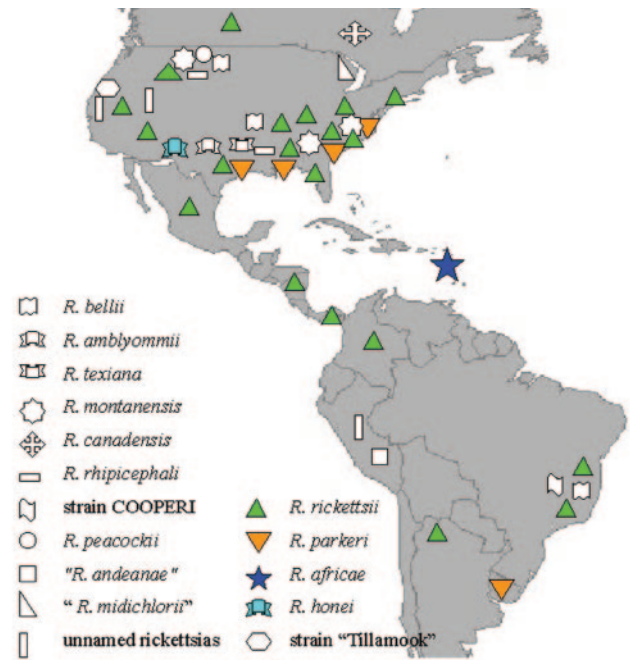 R. bellii
R. amblyommii
R. texiana
R. montanensis
R. canadensis
R. rhipicephali
strain COOPERI
R. peacockii
"R. andeanae"
“ R. midichlorii”
unnamed rickettsias
R. rickettsii
R. parkeri
R. africae
R. honei
strain “Tillamook”